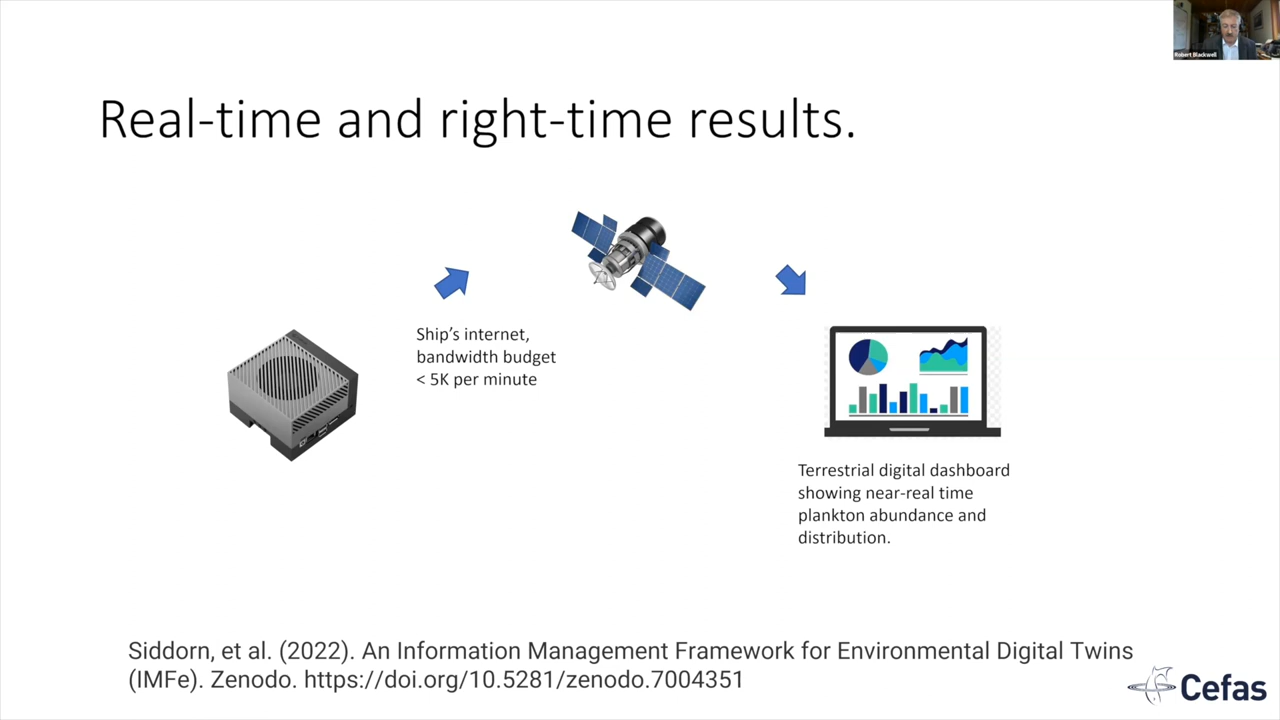 Robert Blackwell
Real-time and right-time results.
Ship's internet,
bandwidth budget
< 5K per minute
Terrestrial digital dashboard
showing near-real time
plankton abundance and
distribution.
Siddorn, et al. (2022). An Information Management Framework for Environmental Digital Twins
(IMFe). Zenodo. https://doi.org/10.5281/zenodo.7004351
Cefas